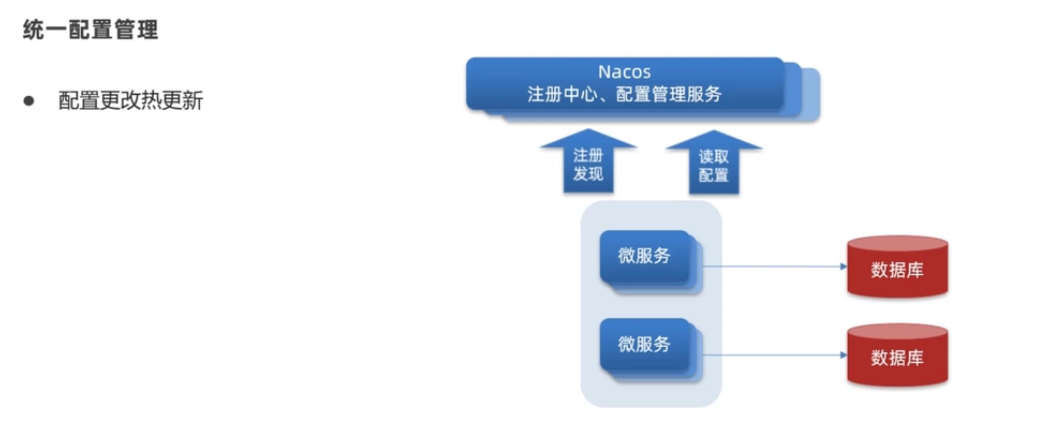 统一配置管理
● 配置更改热更新
Nacos
注册中心、配置管理服务
注册
发现
读取
配置
微服务
数据库
微服务
数据库